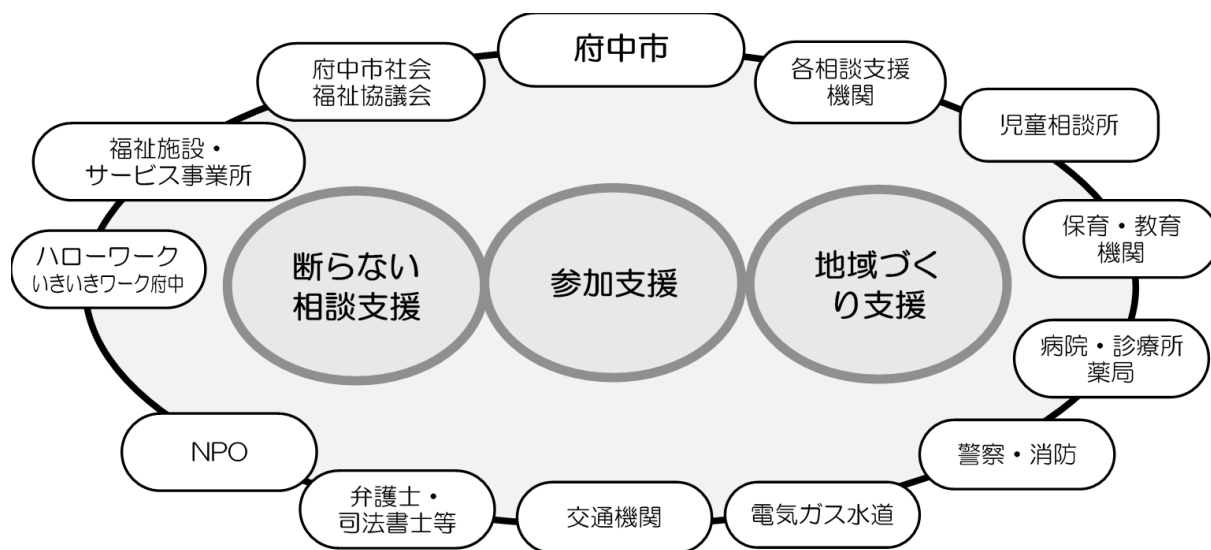 府中市
府中市社会
福祉協議会
各相談支援
機関
児童相談所
福祉施設・
サービス事業所
保育・教育
機関
ハローワーク
いきいきワーク府中
断らない
相談支援
参加支援
地域づく
り支援
病院・診療所
薬局
NPO
警察・消防
弁護士・
司法書士等
交通機関
電気ガス水道